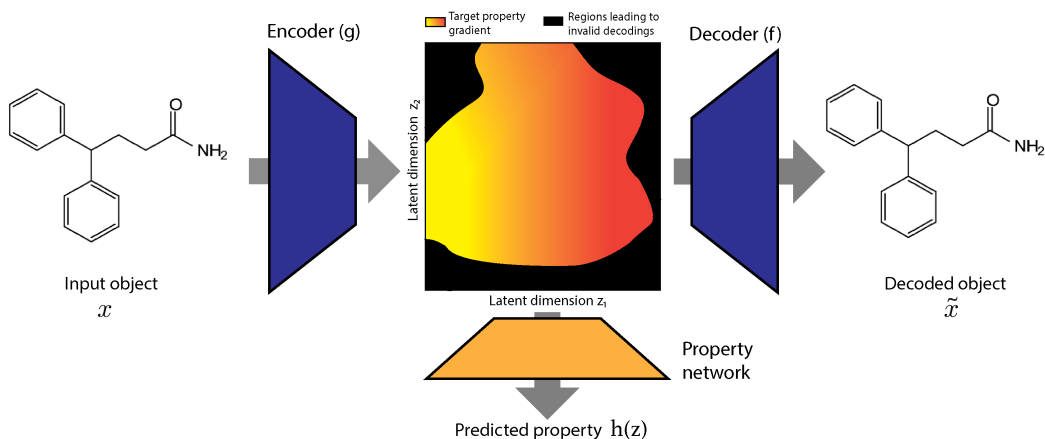 Target property
gradient
Regions leading to
invalid decodings
Encoder (g)
Decoder (f)
O
NH₂
Latent dimension z₂
O
NH₂
Input object
x
Latent dimension z₁
Decoded object
x̃
Property
network
Predicted property h(z)